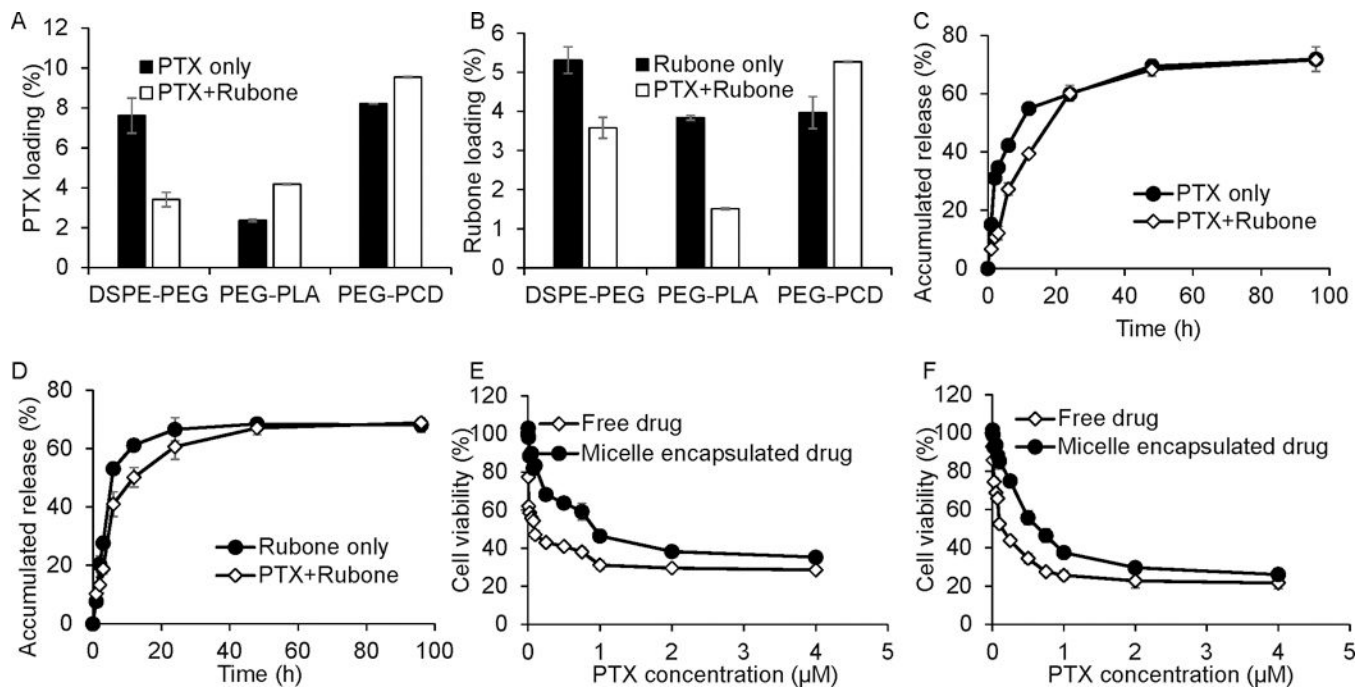 A
PTX loading (%)
12
10
8
6
4
2
0
PTX only
PTX+Rubone
DSPE-PEG PEG-PLA PEG-PCD
B
Rubone loading (%)
6
5
4
3
2
1
0
Rubone only
PTX+Rubone
DSPE-PEG PEG-PLA PEG-PCD
C
Accumulated release (%)
80
60
40
20
0
PTX only
PTX+Rubone
0 20 40 60 80 100
Time (h)
D
Accumulated release (%)
80
60
40
20
0
Rubone only
PTX+Rubone
0 20 40 60 80 100
Time (h)
E
Cell viability (%)
120
100
80
60
40
20
0
Free drug
Micelle encapsulated drug
0 1 2 3 4 5
PTX concentration (μM)
F
Cell viability (%)
120
100
80
60
40
20
0
Free drug
Micelle encapsulated drug
0 1 2 3 4 5
PTX concentration (μM)